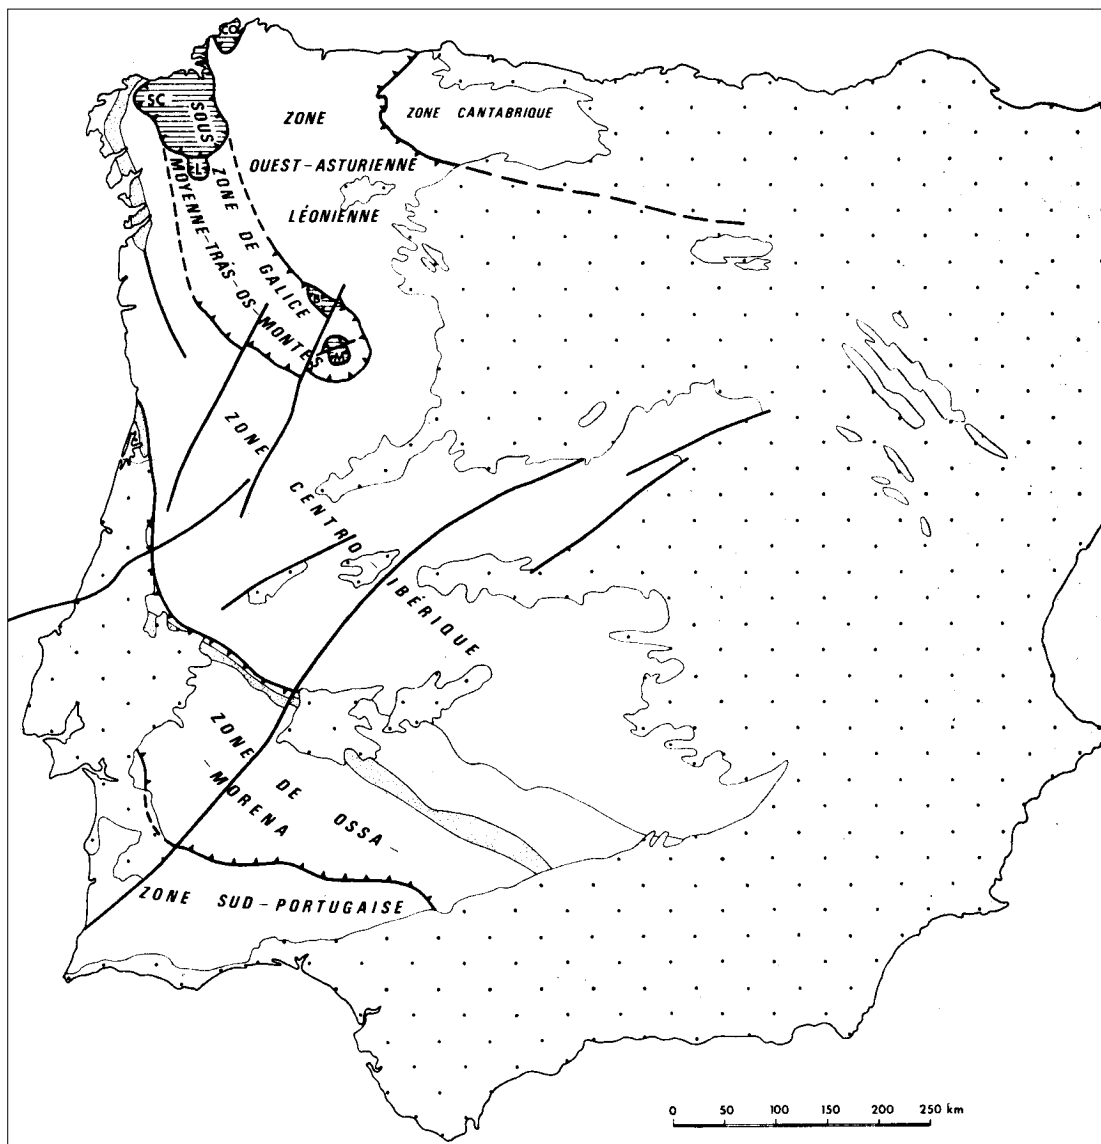 CO
SC
SOUS
ZONE DE GALICE
MOYENNE-TRÁS-OS-MONTES
L
B
M
ZONE
OUEST-ASTURIENNE
LÉONIENNE
ZONE CANTABRIQUE
ZONE
CENTRO-IBÉRIQUE
ZONE
DE OSSA-
-MORENA
ZONE SUD-PORTUGAISE
0 50 100 150 200 250 km